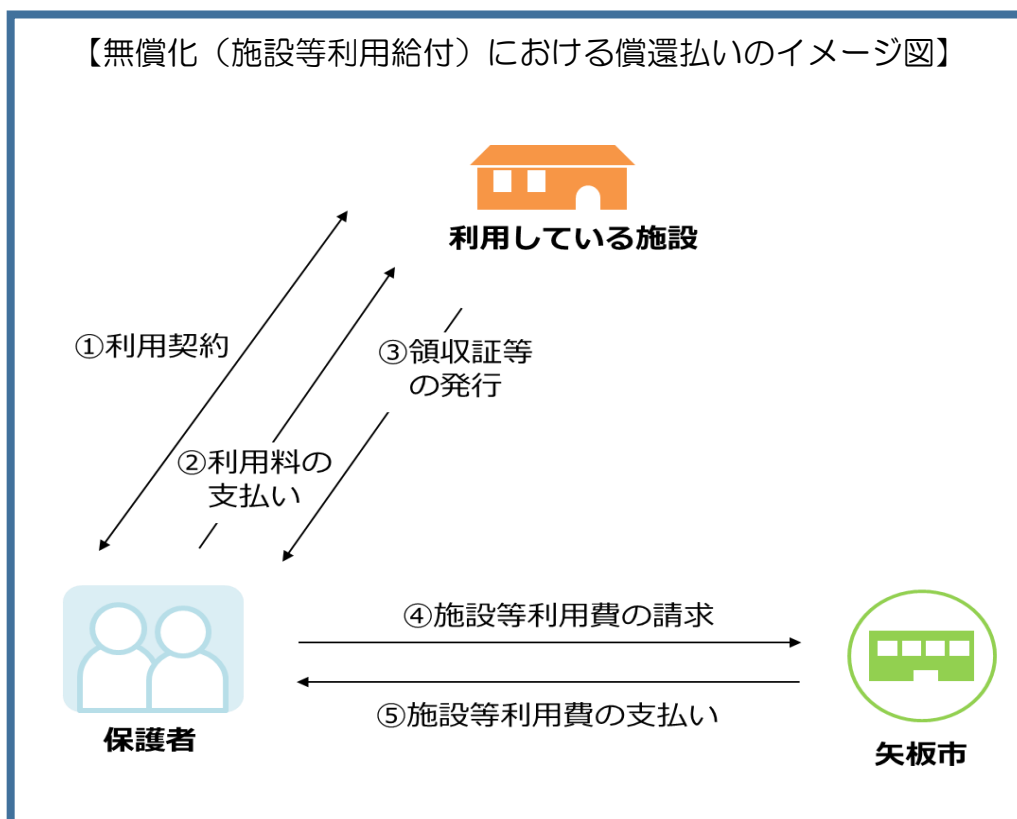 【無償化（施設等利用給付）における償還払いのイメージ図】
利用している施設
①利用契約
③領収証等
の発行
②利用料の
支払い
④施設等利用費の請求
⑤施設等利用費の支払い
保護者
矢板市